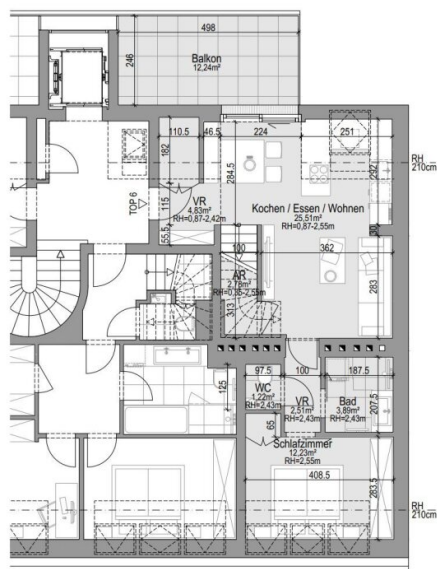 498
246
Balkon
12,24m²
110.5
46.5
224
251
182
284.5
292
RH
210cm
TOP 6
115
VR
4,83m²
RH=0,87-2,42m
Kochen / Essen / Wohnen
25,51m²
RH=0,87-2,55m
55.5
100
362
30
AR
2,78m²
RH=0,35-2,55m
283
313
97.5
100
187.5
125
WC
1,22m²
RH=2,43m
VR
2,51m²
RH=2,43m
Bad
3,89m²
RH=2,43m
207.5
65
Schlafzimmer
12,23m²
RH=2,55m
408.5
283.5
RH
210cm